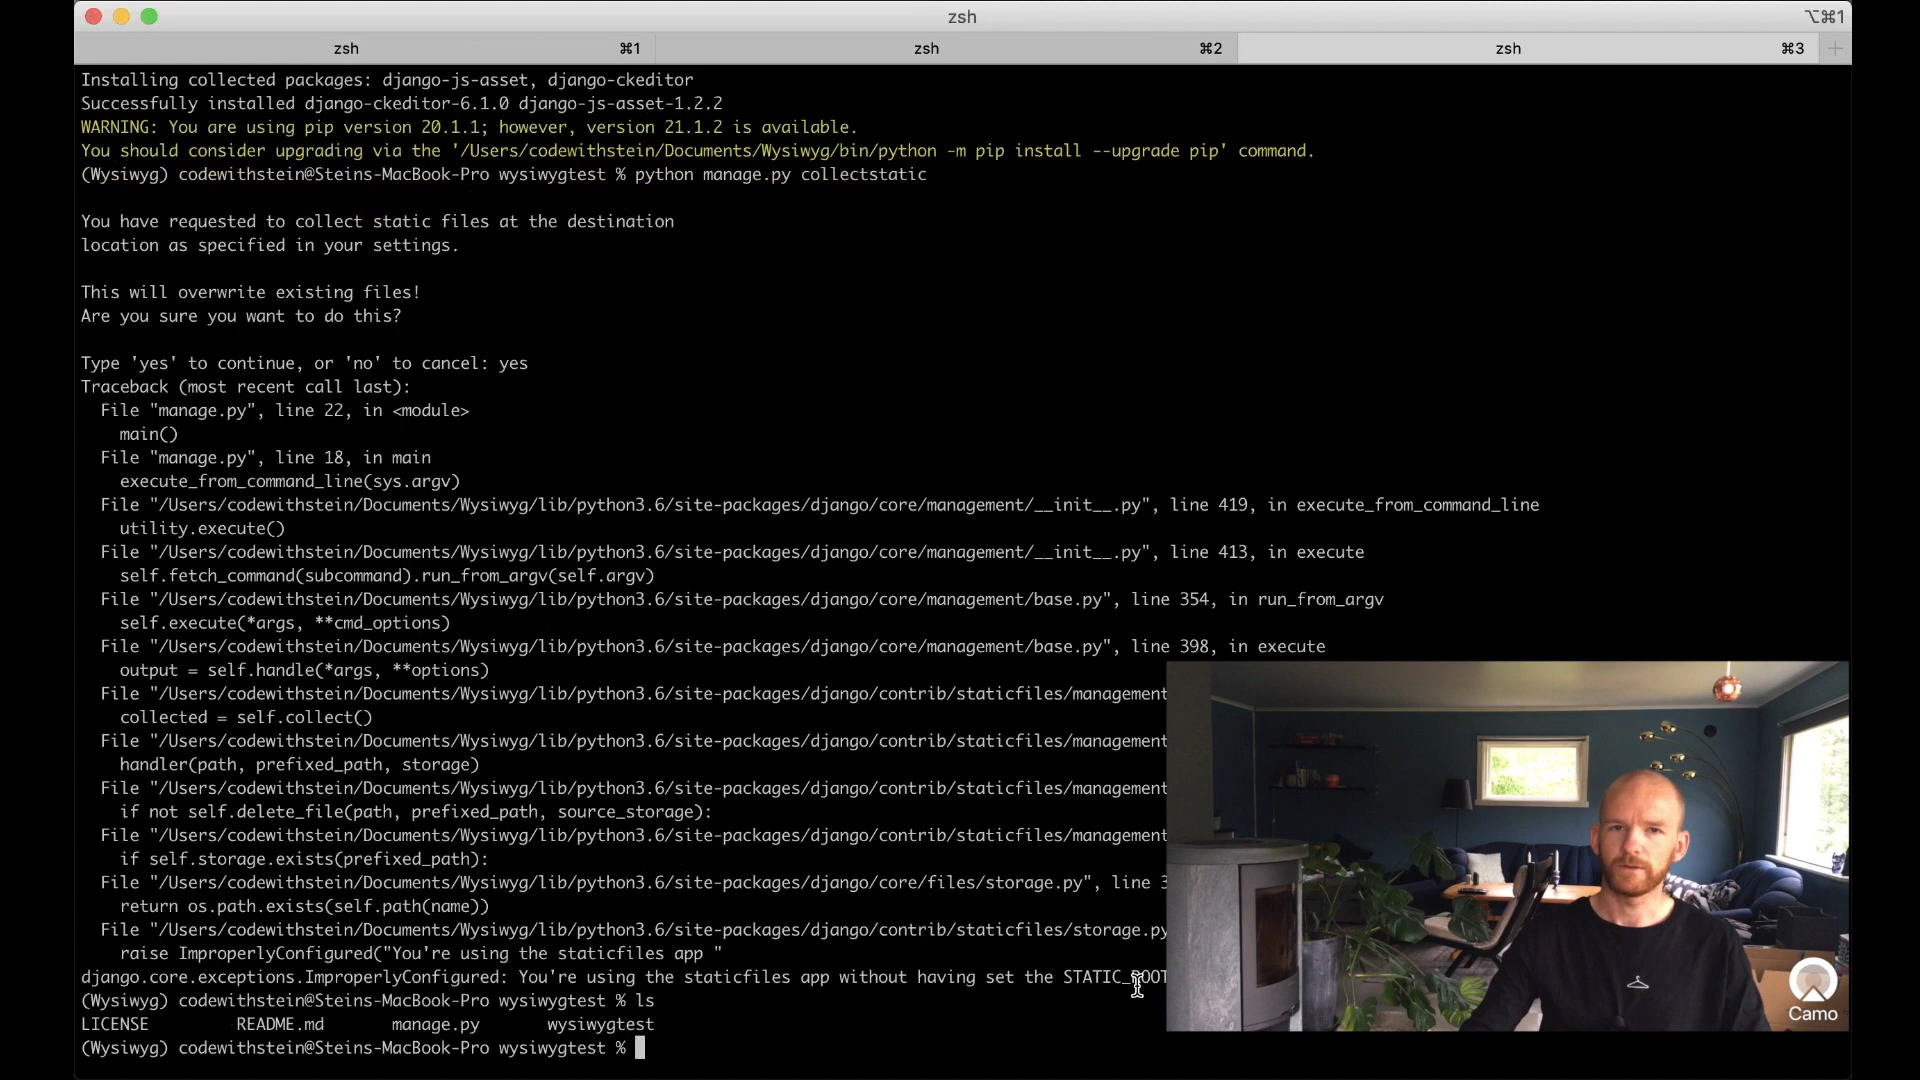 zsh
⌥⌘1
zsh ⌘1 zsh ⌘2 zsh ⌘3 +
Installing collected packages: django-js-asset, django-ckeditor
Successfully installed django-ckeditor-6.1.0 django-js-asset-1.2.2
WARNING: You are using pip version 20.1.1; however, version 21.1.2 is available.
You should consider upgrading via the '/Users/codewithstein/Documents/Wysiwyg/bin/python -m pip install --upgrade pip' command.
(Wysiwyg) codewithstein@Steins-MacBook-Pro wysiwygtest % python manage.py collectstatic
You have requested to collect static files at the destination
location as specified in your settings.
This will overwrite existing files!
Are you sure you want to do this?
Type 'yes' to continue, or 'no' to cancel: yes
Traceback (most recent call last):
File "manage.py", line 22, in <module>
main()
File "manage.py", line 18, in main
execute_from_command_line(sys.argv)
File "/Users/codewithstein/Documents/Wysiwyg/lib/python3.6/site-packages/django/core/management/__init__.py", line 419, in execute_from_command_line
utility.execute()
File "/Users/codewithstein/Documents/Wysiwyg/lib/python3.6/site-packages/django/core/management/__init__.py", line 413, in execute
self.fetch_command(subcommand).run_from_argv(self.argv)
File "/Users/codewithstein/Documents/Wysiwyg/lib/python3.6/site-packages/django/core/management/base.py", line 354, in run_from_argv
self.execute(*args, **cmd_options)
File "/Users/codewithstein/Documents/Wysiwyg/lib/python3.6/site-packages/django/core/management/base.py", line 398, in execute
output = self.handle(*args, **options)
File "/Users/codewithstein/Documents/Wysiwyg/lib/python3.6/site-packages/django/contrib/staticfiles/management
collected = self.collect()
File "/Users/codewithstein/Documents/Wysiwyg/lib/python3.6/site-packages/django/contrib/staticfiles/management
handler(path, prefixed_path, storage)
File "/Users/codewithstein/Documents/Wysiwyg/lib/python3.6/site-packages/django/contrib/staticfiles/management
if not self.delete_file(path, prefixed_path, source_storage):
File "/Users/codewithstein/Documents/Wysiwyg/lib/python3.6/site-packages/django/contrib/staticfiles/management
if self.storage.exists(prefixed_path):
File "/Users/codewithstein/Documents/Wysiwyg/lib/python3.6/site-packages/django/core/files/storage.py", line 3
return os.path.exists(self.path(name))
File "/Users/codewithstein/Documents/Wysiwyg/lib/python3.6/site-packages/django/contrib/staticfiles/storage.py
raise ImproperlyConfigured("You're using the staticfiles app "
django.core.exceptions.ImproperlyConfigured: You're using the staticfiles app without having set the STATIC_ROOT
(Wysiwyg) codewithstein@Steins-MacBook-Pro wysiwygtest % ls
LICENSE README.md manage.py wysiwygtest
(Wysiwyg) codewithstein@Steins-MacBook-Pro wysiwygtest %
Camo